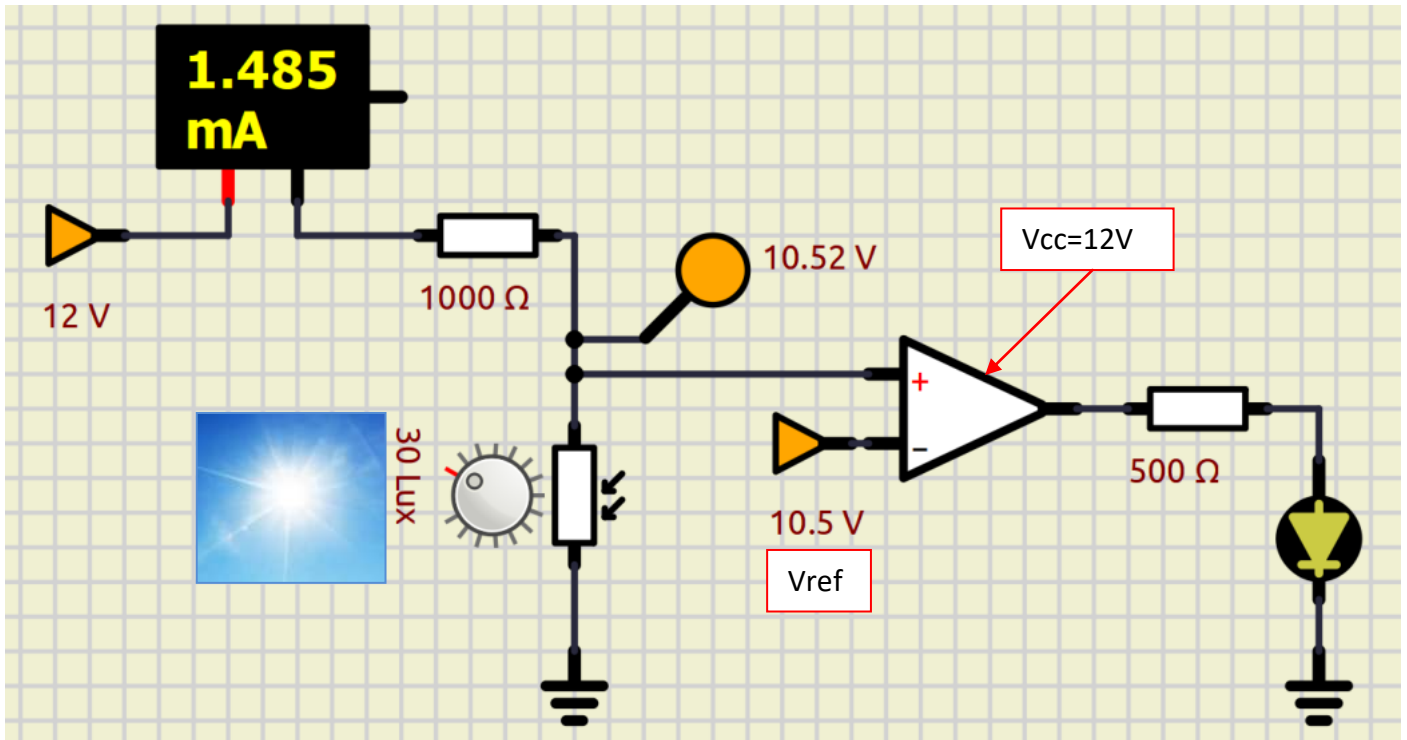 1.485
mA
12 V
1000 Ω
10.52 V
Vcc=12V
30 Lux
+
−
10.5 V
Vref
500 Ω